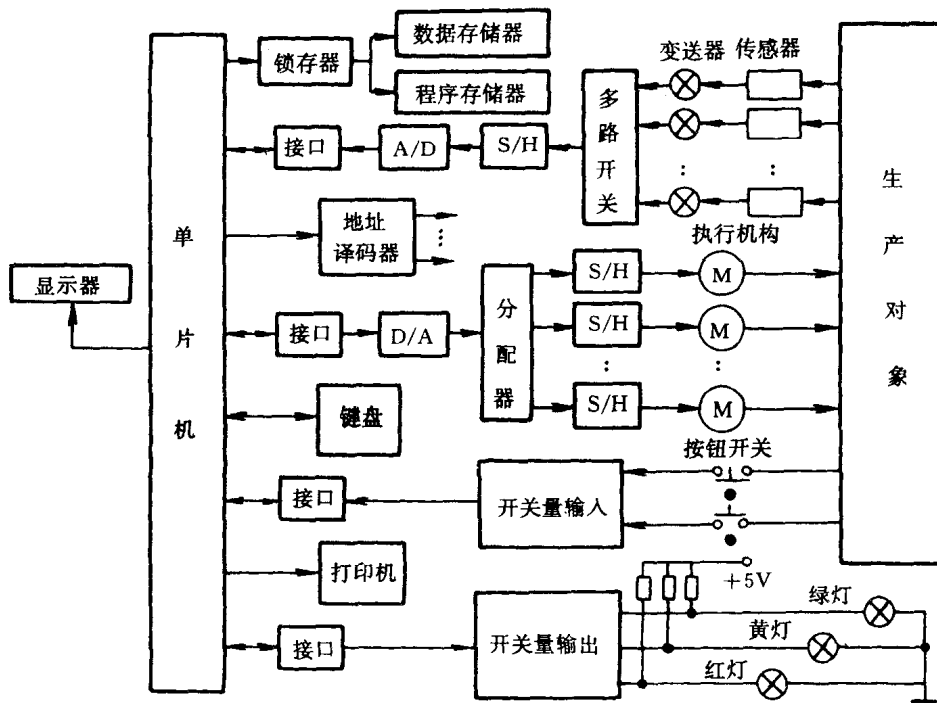 数据存储器
锁存器
程序存储器
变送器 传感器
多路开关
接口
A/D
S/H
生产对象
单片机
地址
译码器
执行机构
显示器
接口
D/A
分配器
S/H
M
S/H
M
S/H
M
键盘
按钮开关
接口
开关量输入
打印机
+5V
接口
开关量输出
绿灯
黄灯
红灯